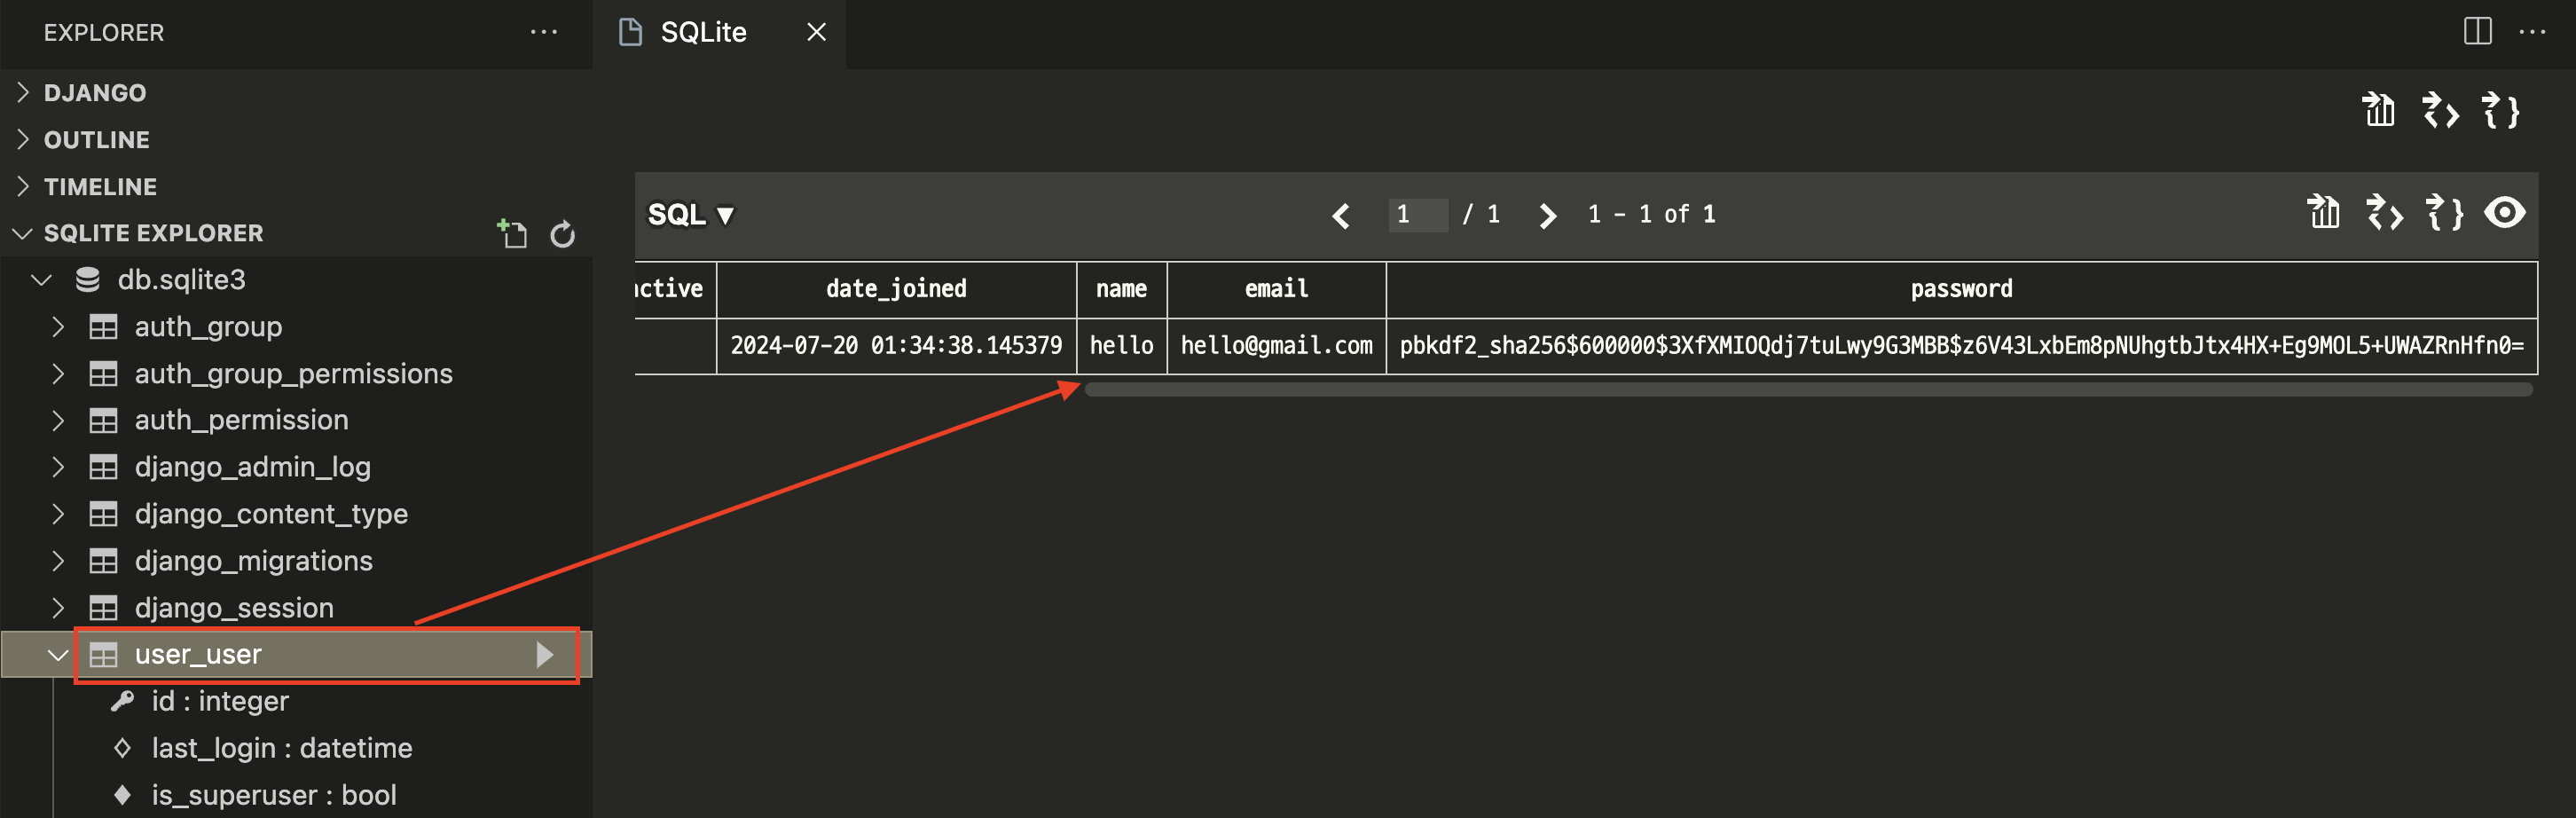 EXPLORER
SQLite
DJANGO
OUTLINE
TIMELINE
SQLITE EXPLORER
db.sqlite3
auth_group
auth_group_permissions
auth_permission
django_admin_log
django_content_type
django_migrations
django_session
user_user
id : integer
last_login : datetime
is_superuser : bool
SQL ▼
1 / 1 1 - 1 of 1
active date_joined name email password
2024-07-20 01:34:38.145379 hello hello@gmail.com pbkdf2_sha256$600000$3XfXMIOQdj7tuLwy9G3MBB$z6V43LxbEm8pNUhgtbJtx4HX+Eg9MOL5+UWAZRnHfn0=